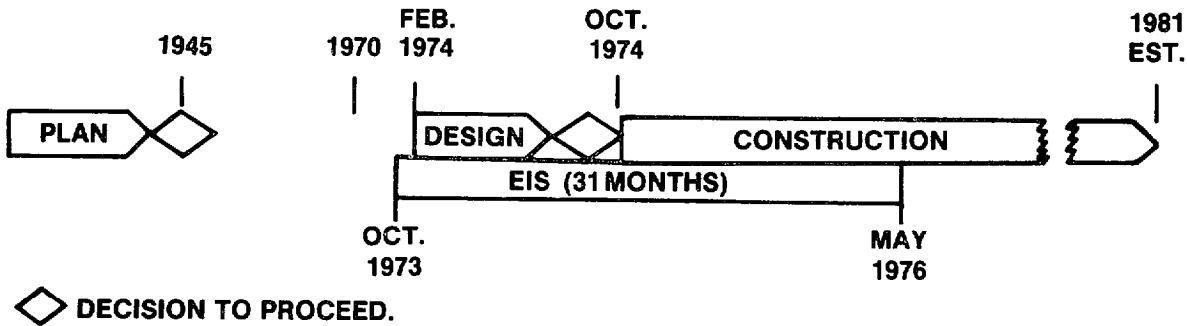 FEB.
1974
OCT.
1974
1981
EST.
1945
1970
PLAN
DESIGN
CONSTRUCTION
EIS (31 MONTHS)
OCT.
1973
MAY
1976
DECISION TO PROCEED.